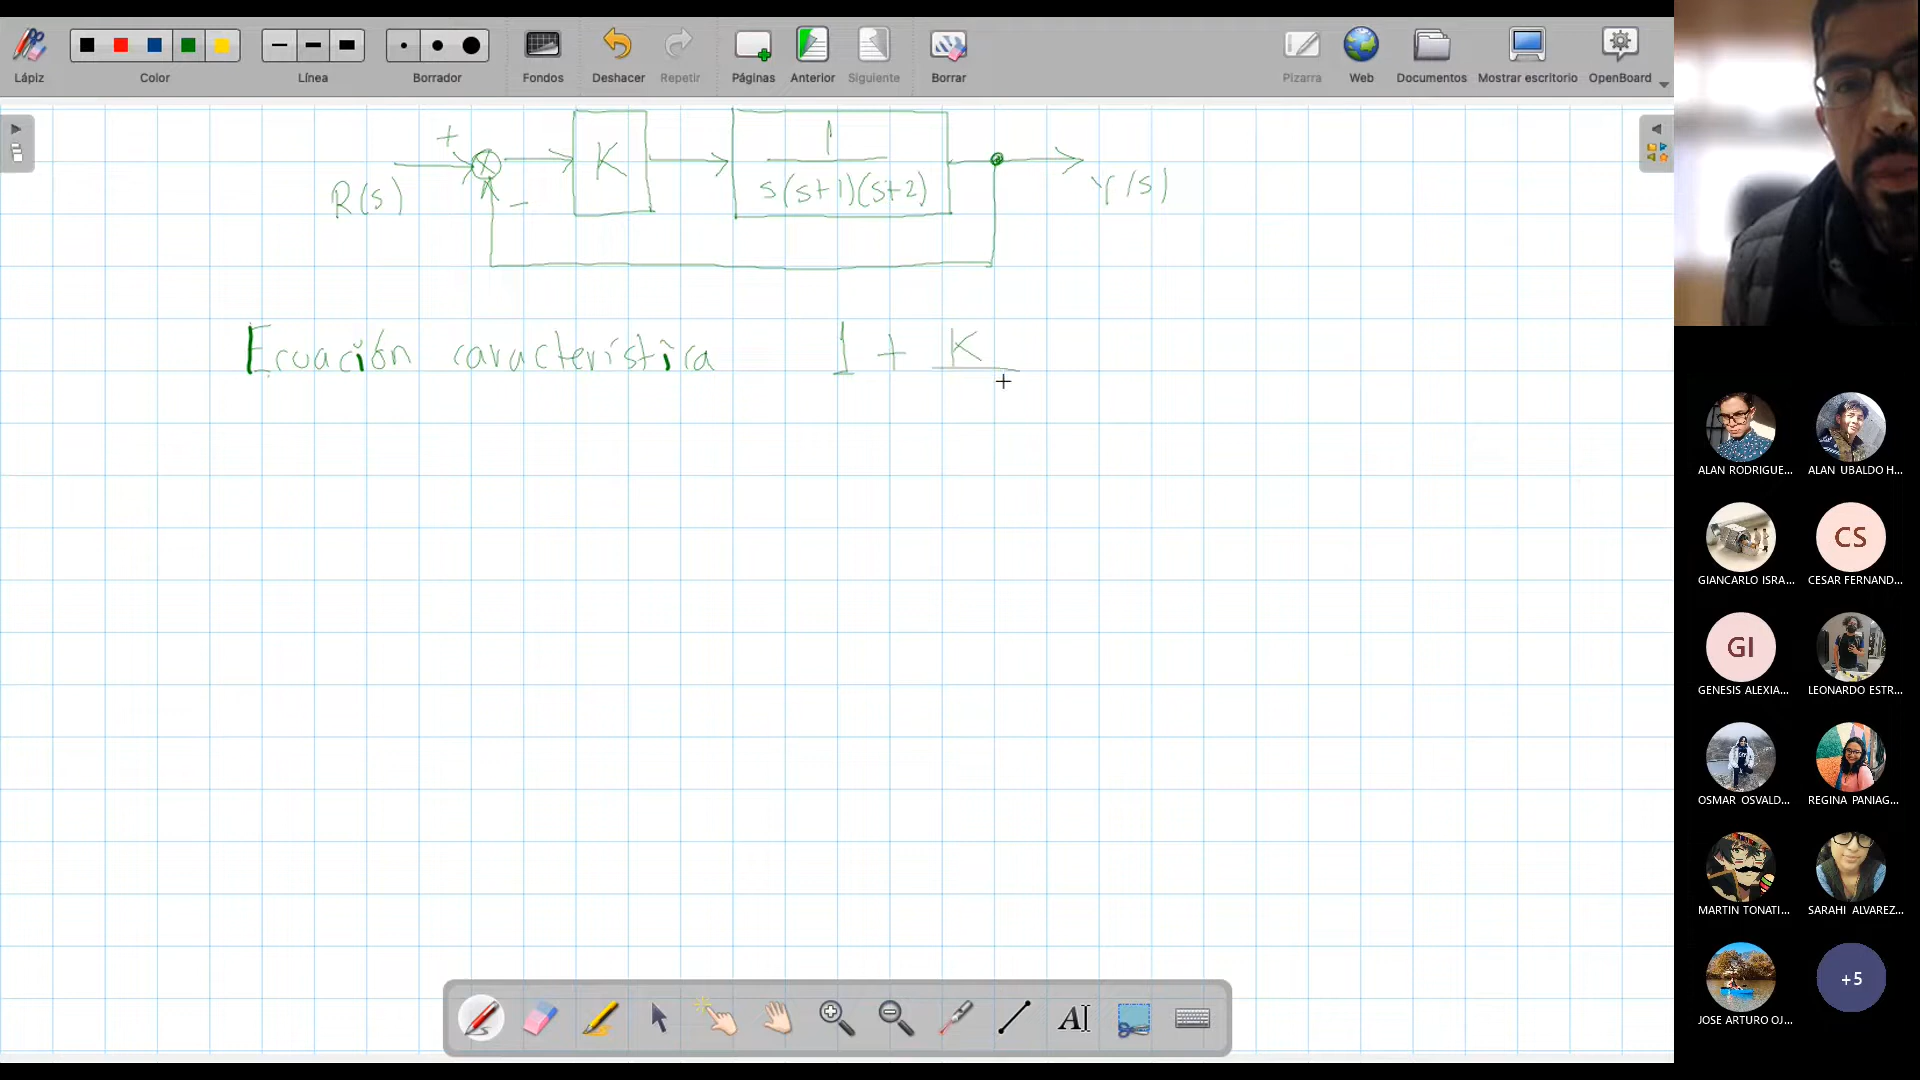 Lápiz Color Línea Borrador Fondos Deshacer Repetir Páginas Anterior Siguiente Borrar Pizarra Web Documentos Mostrar escritorio OpenBoard
+ K 1
R(s) - s(s+1)(s+2) Y(s)
Ecuación característica 1 + K
ALAN RODRIGUE... ALAN UBALDO H...
CS
GIANCARLO ISRA... CESAR FERNAND...
GI
GENESIS ALEXIA... LEONARDO ESTR...
OSMAR OSVALD... REGINA PANIAG...
MARTIN TONATI... SARAHI ALVAREZ...
+5
JOSE ARTURO OJ...
AI